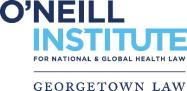 O'NEILL
INSTITUTE
FOR NATIONAL & GLOBAL HEALTH LAW
GEORGETOWN LAW